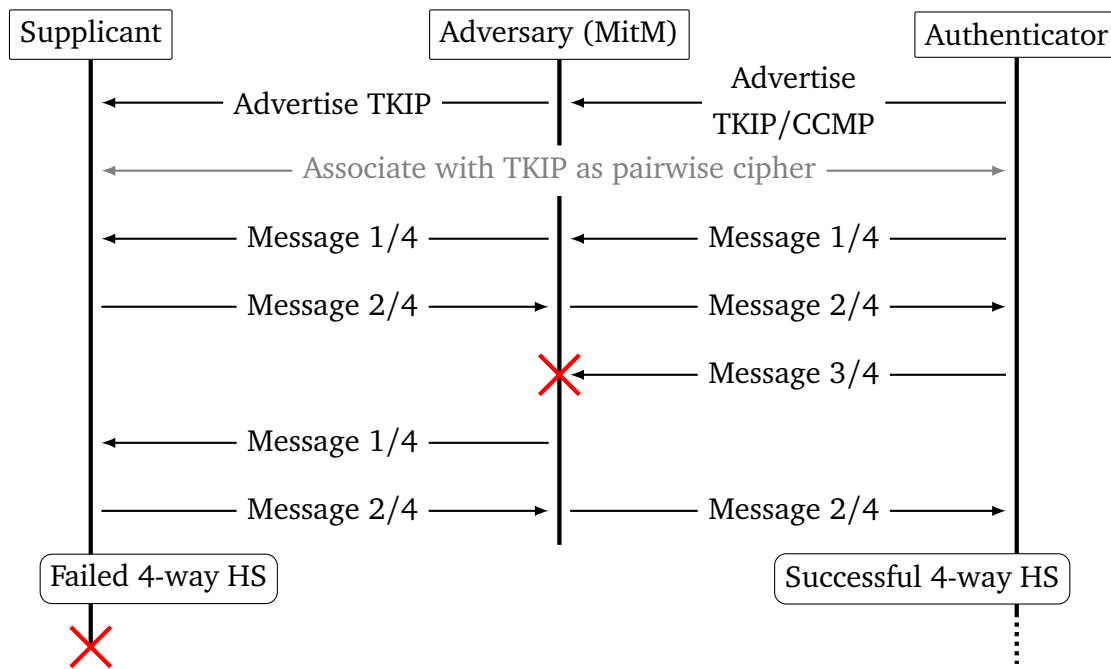 Supplicant
Adversary (MitM)
Authenticator
Advertise TKIP
Advertise
TKIP/CCMP
Associate with TKIP as pairwise cipher
Message 1/4
Message 1/4
Message 2/4
Message 2/4
Message 3/4
Message 1/4
Message 2/4
Message 2/4
Failed 4-way HS
Successful 4-way HS